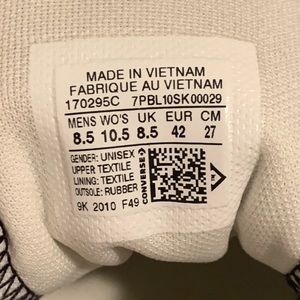 MADE IN VIETNAM
FABRIQUE AU VIETNAM
170295C 7PBL10SK00029
MENS WO'S UK EUR CM
8.5 10.5 8.5 42 27
GENDER: UNISEX
UPPER: TEXTILE
LINING: TEXTILE
OUTSOLE: RUBBER
9K 2010 F49
CONVERSE